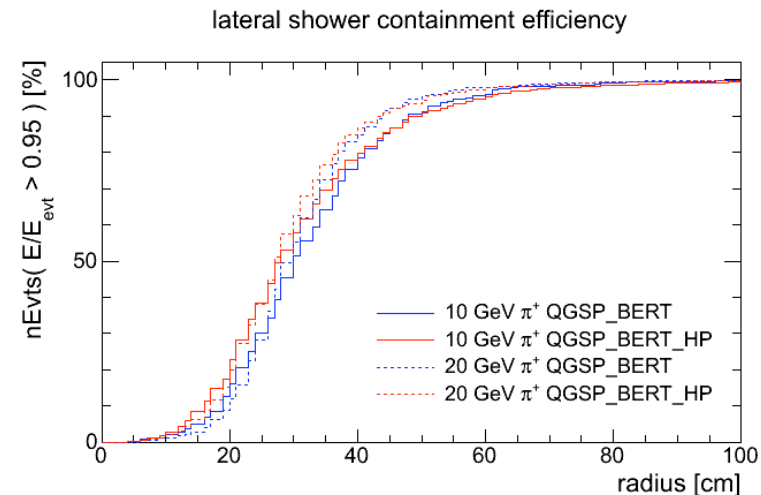 lateral shower containment efficiency
nEvts( E/E_evt > 0.95 ) [%]
100
50
0
10 GeV π⁺ QGSP_BERT
10 GeV π⁺ QGSP_BERT_HP
20 GeV π⁺ QGSP_BERT
20 GeV π⁺ QGSP_BERT_HP
0 20 40 60 80 100
radius [cm]